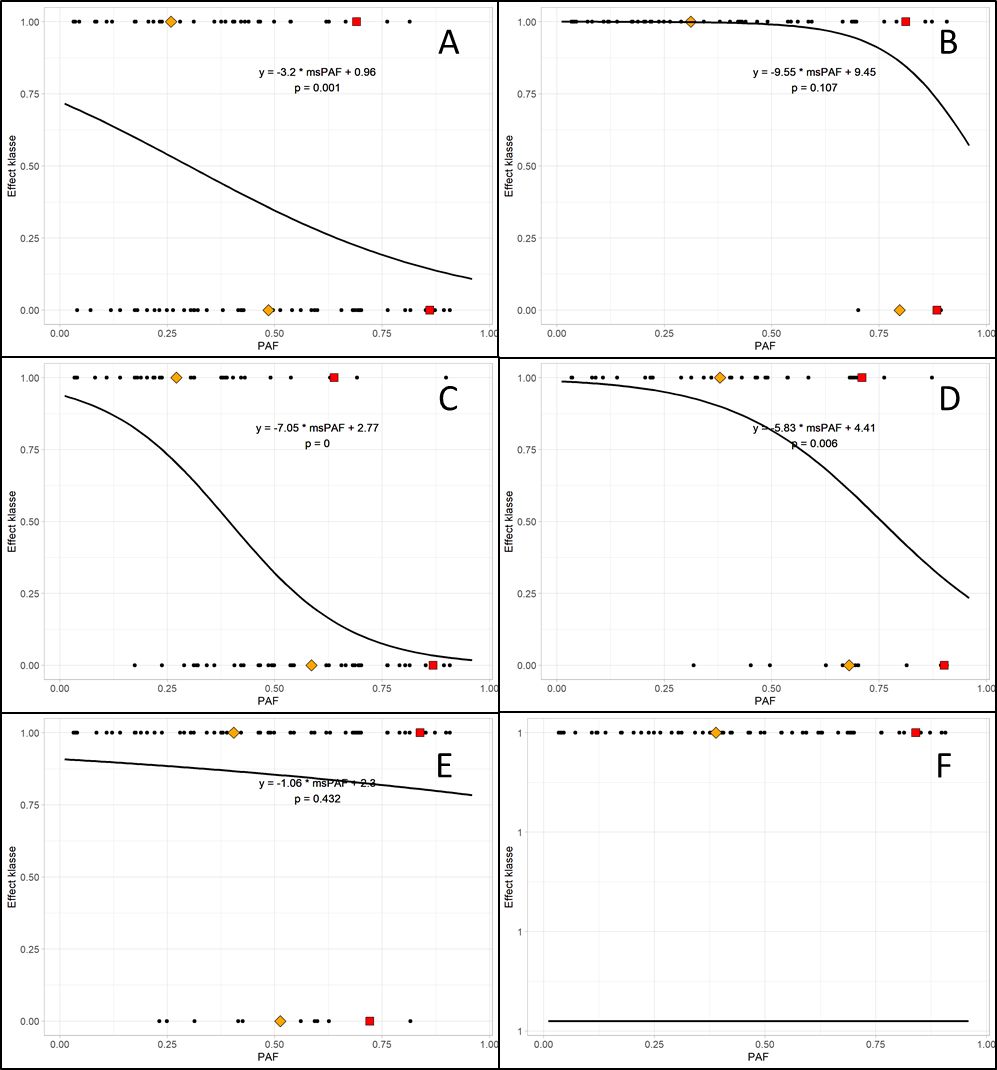 A
1.00
0.75
0.50
0.25
0.00
Effect klasse
y = -3.2 * msPAF + 0.96
p = 0.001
0.00 0.25 0.50 0.75 1.00
PAF
B
1.00
0.75
0.50
0.25
0.00
Effect klasse
y = -9.55 * msPAF + 9.45
p = 0.107
0.00 0.25 0.50 0.75 1.00
PAF
C
1.00
0.75
0.50
0.25
0.00
Effect klasse
y = -7.05 * msPAF + 2.77
p = 0
0.00 0.25 0.50 0.75 1.00
PAF
D
1.00
0.75
0.50
0.25
0.00
Effect klasse
y = -5.83 * msPAF + 4.41
p = 0.006
0.00 0.25 0.50 0.75 1.00
PAF
E
1.00
0.75
0.50
0.25
0.00
Effect klasse
y = -1.06 * msPAF + 2.3
p = 0.432
0.00 0.25 0.50 0.75 1.00
PAF
F
1
1
1
1
Effect klasse
0.00 0.25 0.50 0.75 1.00
PAF